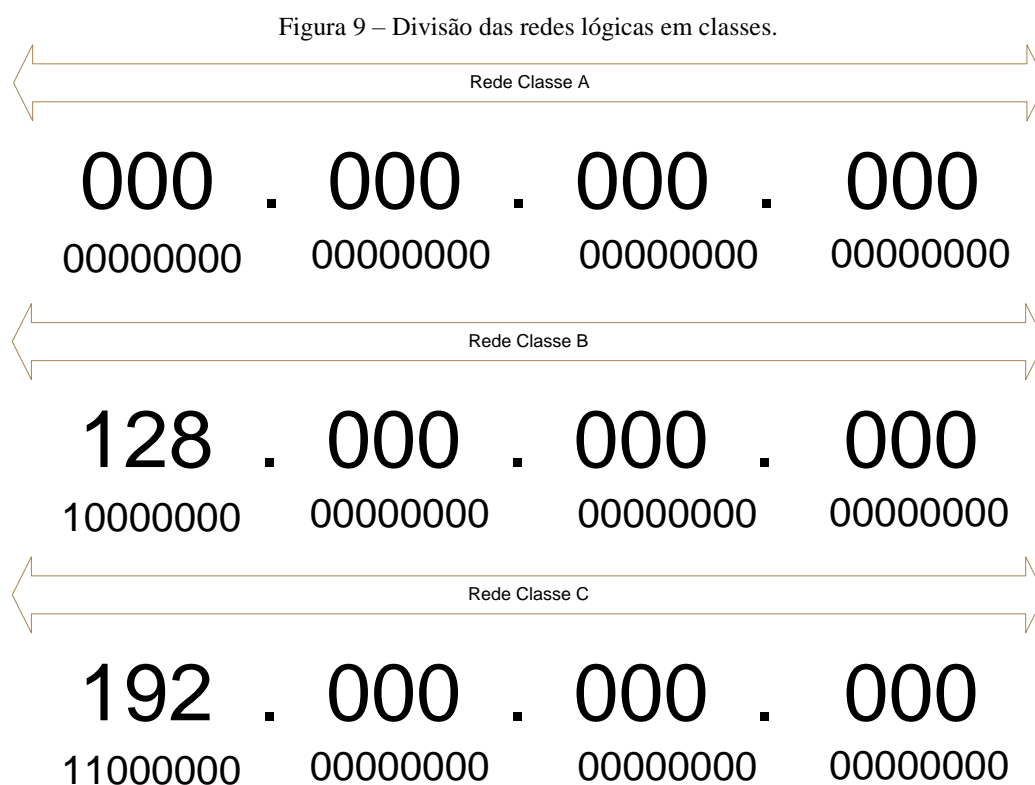 Figura 9 – Divisão das redes lógicas em classes.
Rede Classe A
000 . 000 . 000 . 000
00000000 00000000 00000000 00000000
Rede Classe B
128 . 000 . 000 . 000
10000000 00000000 00000000 00000000
Rede Classe C
192 . 000 . 000 . 000
11000000 00000000 00000000 00000000